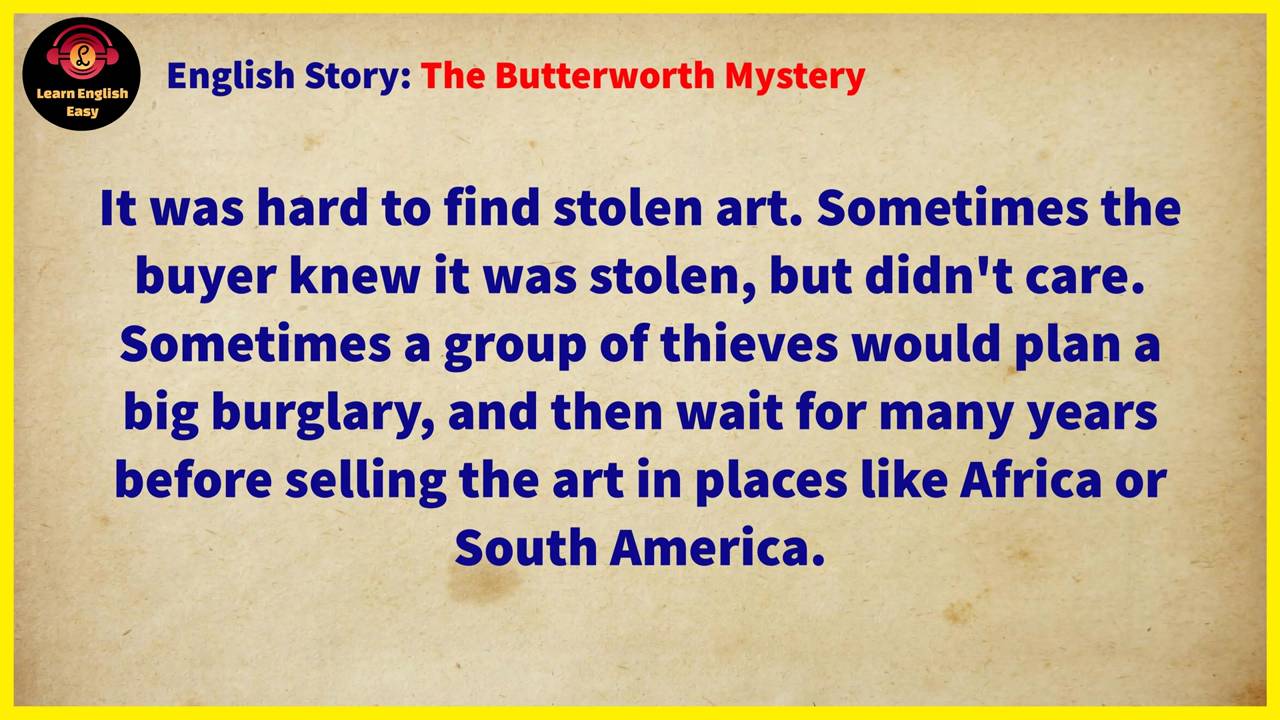 Learn English
Easy
English Story: The Butterworth Mystery
It was hard to find stolen art. Sometimes the
buyer knew it was stolen, but didn't care.
Sometimes a group of thieves would plan a
big burglary, and then wait for many years
before selling the art in places like Africa or
South America.